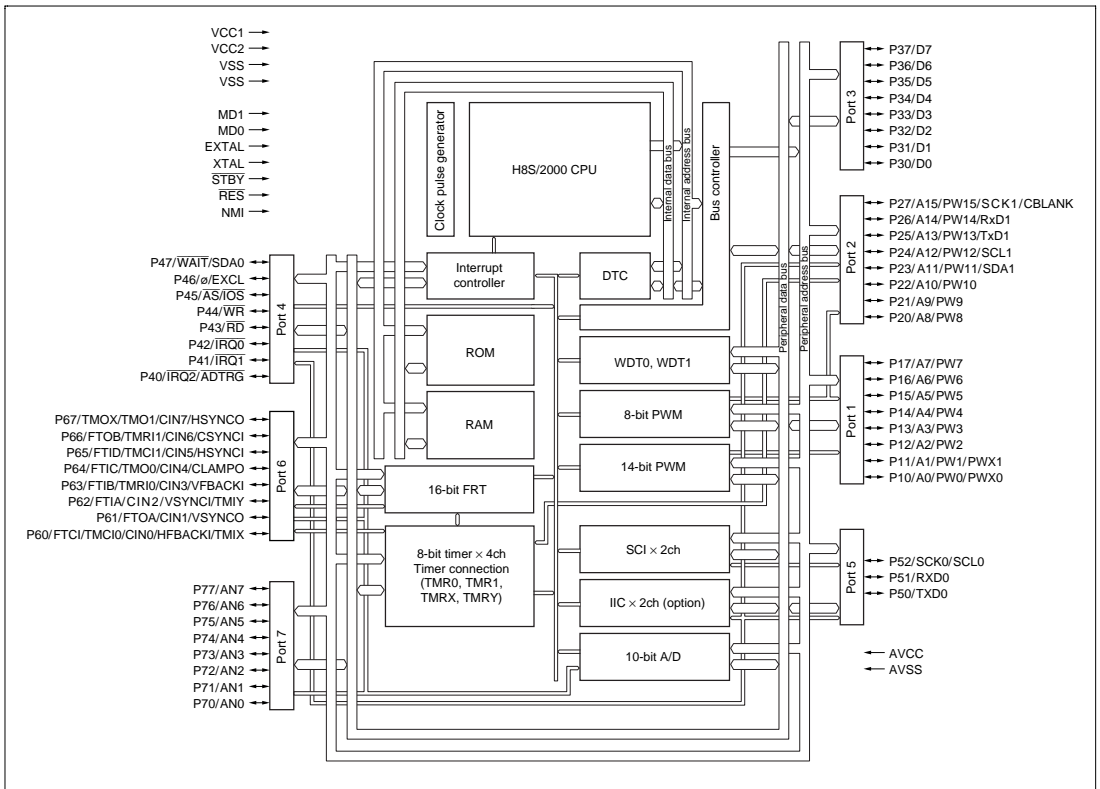 VCC1
VCC2
VSS
VSS
MD1
MD0
EXTAL
XTAL
STBY
RES
NMI
P47/WAIT/SDA0
P46/ø/EXCL
P45/AS/IOS
P44/WR
P43/RD
P42/IRQ0
P41/IRQ1
P40/IRQ2/ADTRG
Port 4
P67/TMOX/TMO1/CIN7/HSYNCO
P66/FTOB/TMRI1/CIN6/CSYNCI
P65/FTID/TMCI1/CIN5/HSYNCI
P64/FTIC/TMO0/CIN4/CLAMPO
P63/FTIB/TMRI0/CIN3/VFBACKI
P62/FTIA/CIN2/VSYNCI/TMIY
P61/FTOA/CIN1/VSYNCO
P60/FTCI/TMCI0/CIN0/HFBACKI/TMIX
Port 6
P77/AN7
P76/AN6
P75/AN5
P74/AN4
P73/AN3
P72/AN2
P71/AN1
P70/AN0
Port 7
Clock pulse generator
H8S/2000 CPU
Internal data bus
Internal address bus
Bus controller
Interrupt
controller
DTC
ROM
RAM
WDT0, WDT1
8-bit PWM
14-bit PWM
16-bit FRT
8-bit timer × 4ch
Timer connection
(TMR0, TMR1,
TMRX, TMRY)
SCI × 2ch
IIC × 2ch (option)
10-bit A/D
Peripheral data bus
Peripheral address bus
Port 3
P37/D7
P36/D6
P35/D5
P34/D4
P33/D3
P32/D2
P31/D1
P30/D0
Port 2
P27/A15/PW15/SCK1/CBLANK
P26/A14/PW14/RxD1
P25/A13/PW13/TxD1
P24/A12/PW12/SCL1
P23/A11/PW11/SDA1
P22/A10/PW10
P21/A9/PW9
P20/A8/PW8
Port 1
P17/A7/PW7
P16/A6/PW6
P15/A5/PW5
P14/A4/PW4
P13/A3/PW3
P12/A2/PW2
P11/A1/PW1/PWX1
P10/A0/PW0/PWX0
Port 5
P52/SCK0/SCL0
P51/RXD0
P50/TXD0
AVCC
AVSS